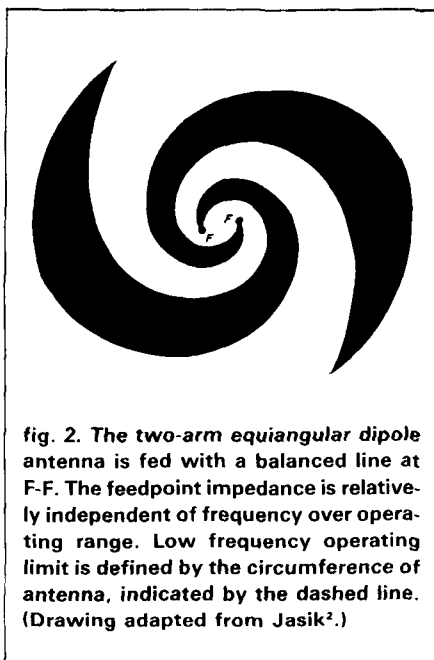 F
F
fig. 2. The two-arm equiangular dipole
antenna is fed with a balanced line at
F-F. The feedpoint impedance is relative-
ly independent of frequency over opera-
ting range. Low frequency operating
limit is defined by the circumference of
antenna, indicated by the dashed line.
(Drawing adapted from Jasik².)